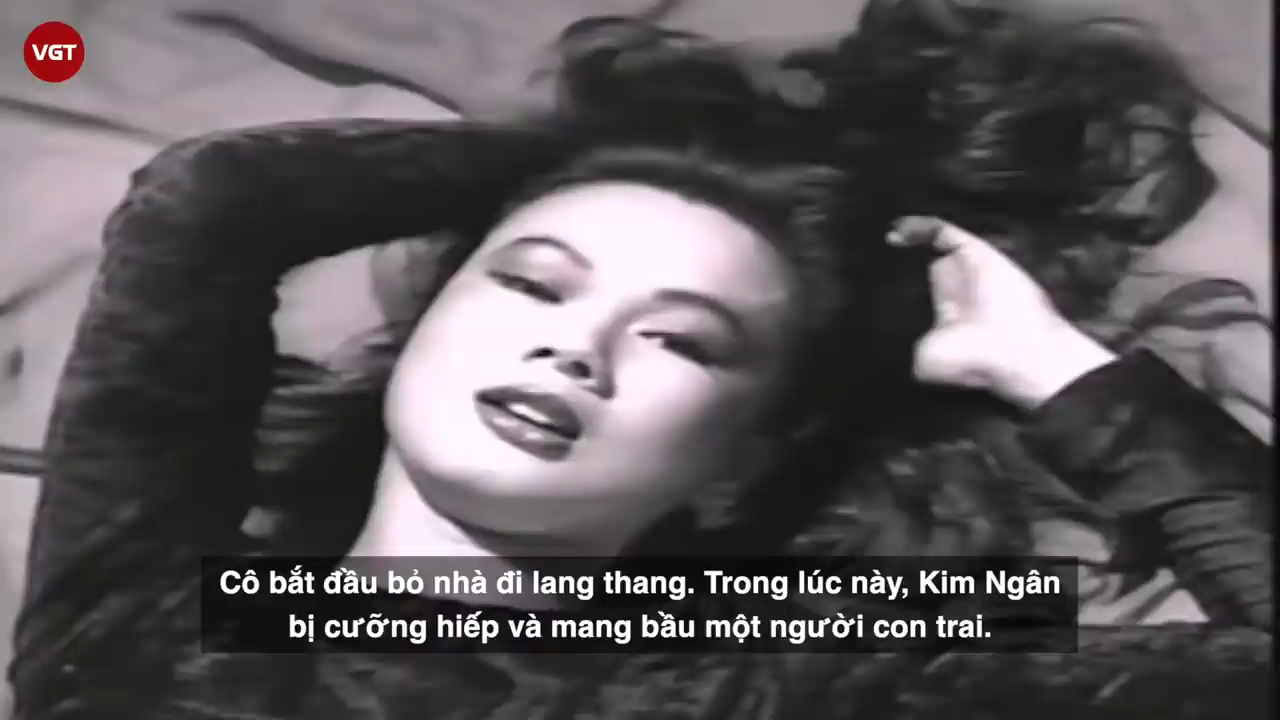 VGT
Cô bắt đầu bỏ nhà đi lang thang. Trong lúc này, Kim Ngân
bị cưỡng hiếp và mang bầu một người con trai.